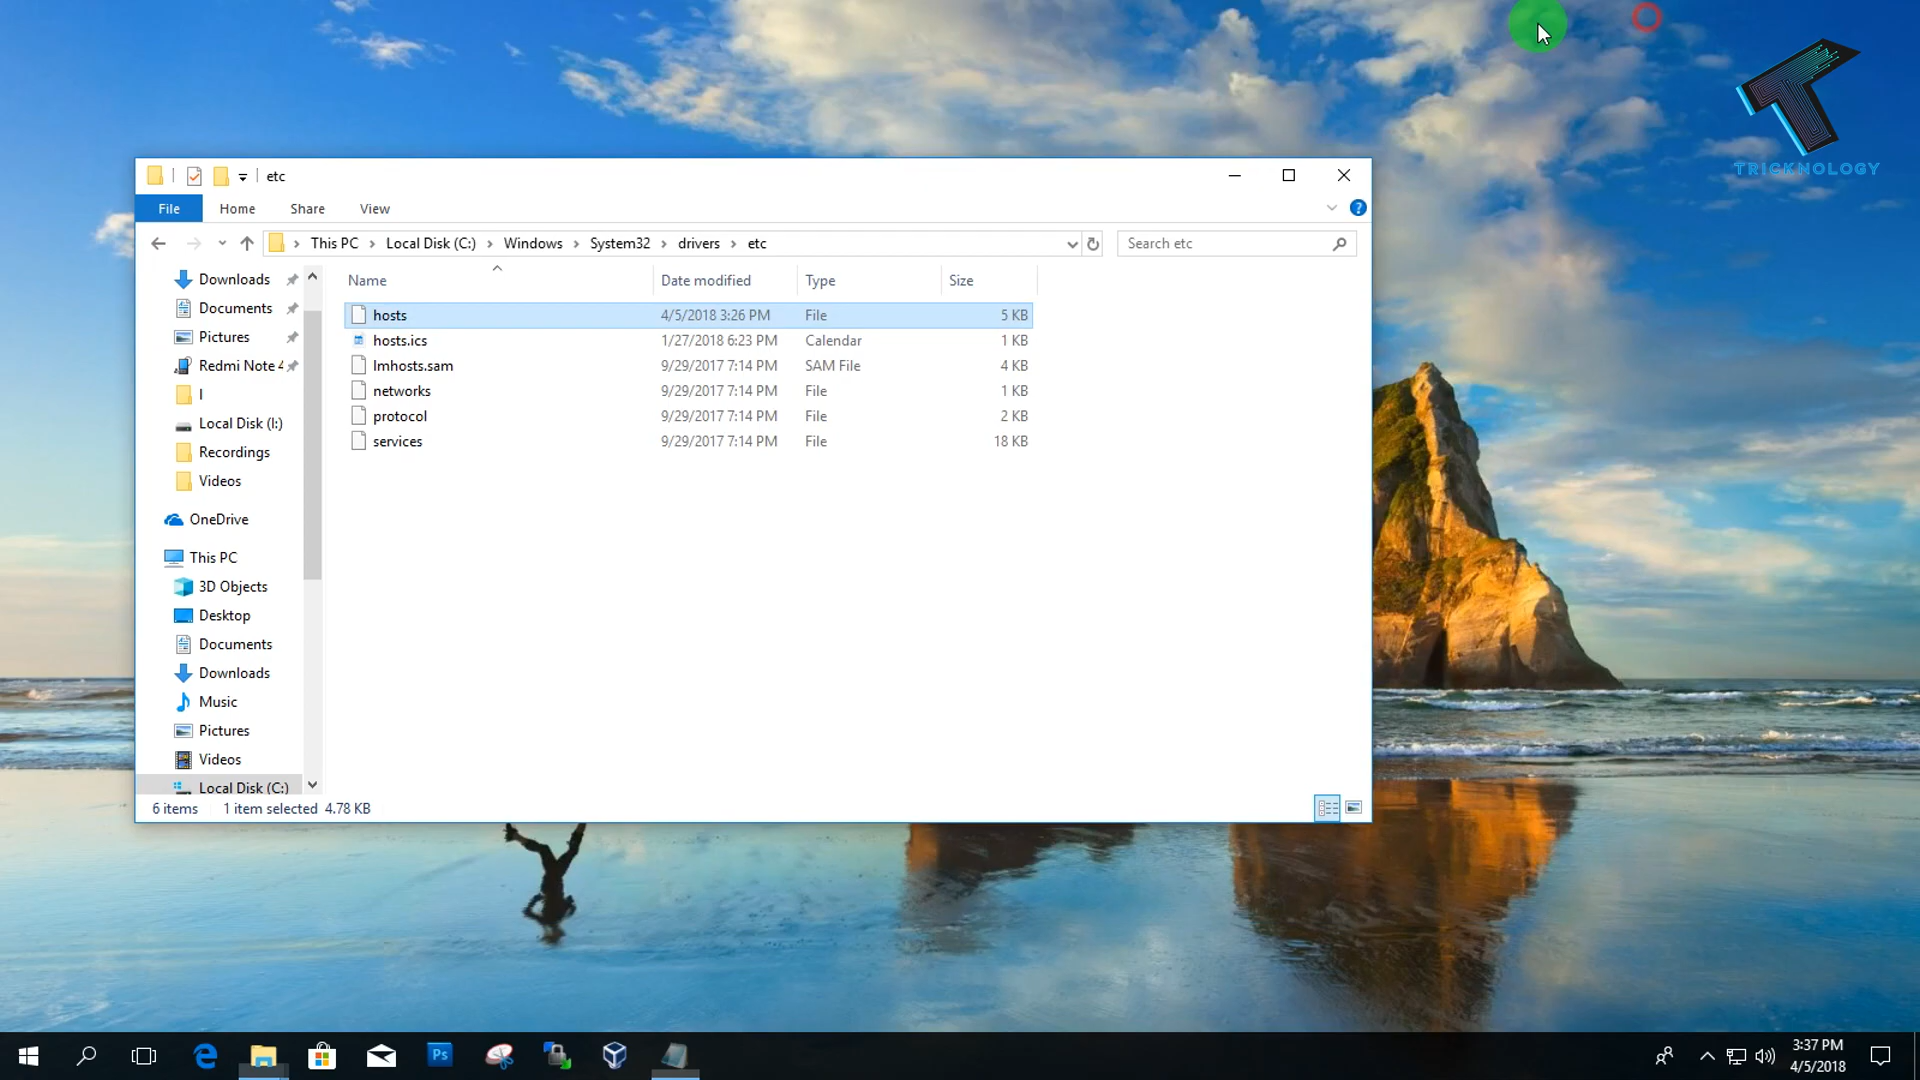 TRICKNOLOGY
etc
File Home Share View
This PC Local Disk (C:) Windows System32 drivers etc
Search etc
Name Date modified Type Size
hosts 4/5/2018 3:26 PM File 5 KB
hosts.ics 1/27/2018 6:23 PM Calendar 1 KB
lmhosts.sam 9/29/2017 7:14 PM SAM File 4 KB
networks 9/29/2017 7:14 PM File 1 KB
protocol 9/29/2017 7:14 PM File 2 KB
services 9/29/2017 7:14 PM File 18 KB
Downloads
Documents
Pictures
Redmi Note 4
I
Local Disk (I:)
Recordings
Videos
OneDrive
This PC
3D Objects
Desktop
Documents
Downloads
Music
Pictures
Videos
Local Disk (C:)
6 items 1 item selected 4.78 KB
Ps
3:37 PM
4/5/2018